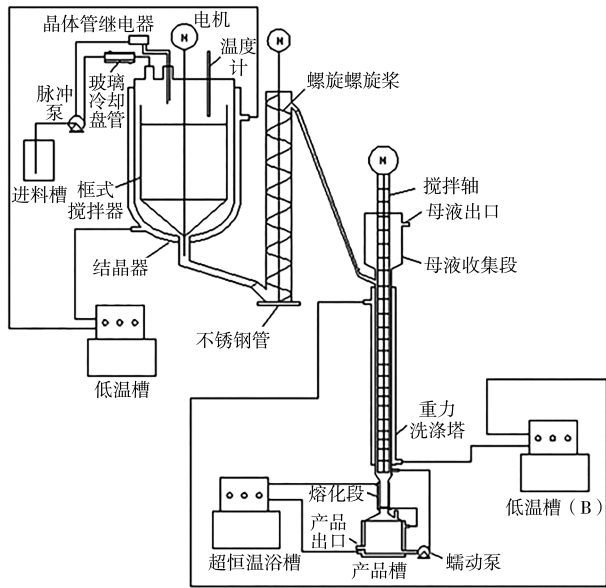 晶体管继电器
电机
M
M
温度
计
玻璃
冷却
盘管
脉冲
泵
螺旋螺旋桨
进料槽
框式
搅拌器
结晶器
M
搅拌轴
母液出口
母液收集段
不锈钢管
低温槽
重力
洗涤塔
熔化段
低温槽(B)
产品
出口
超恒温浴槽
产品槽
蠕动泵